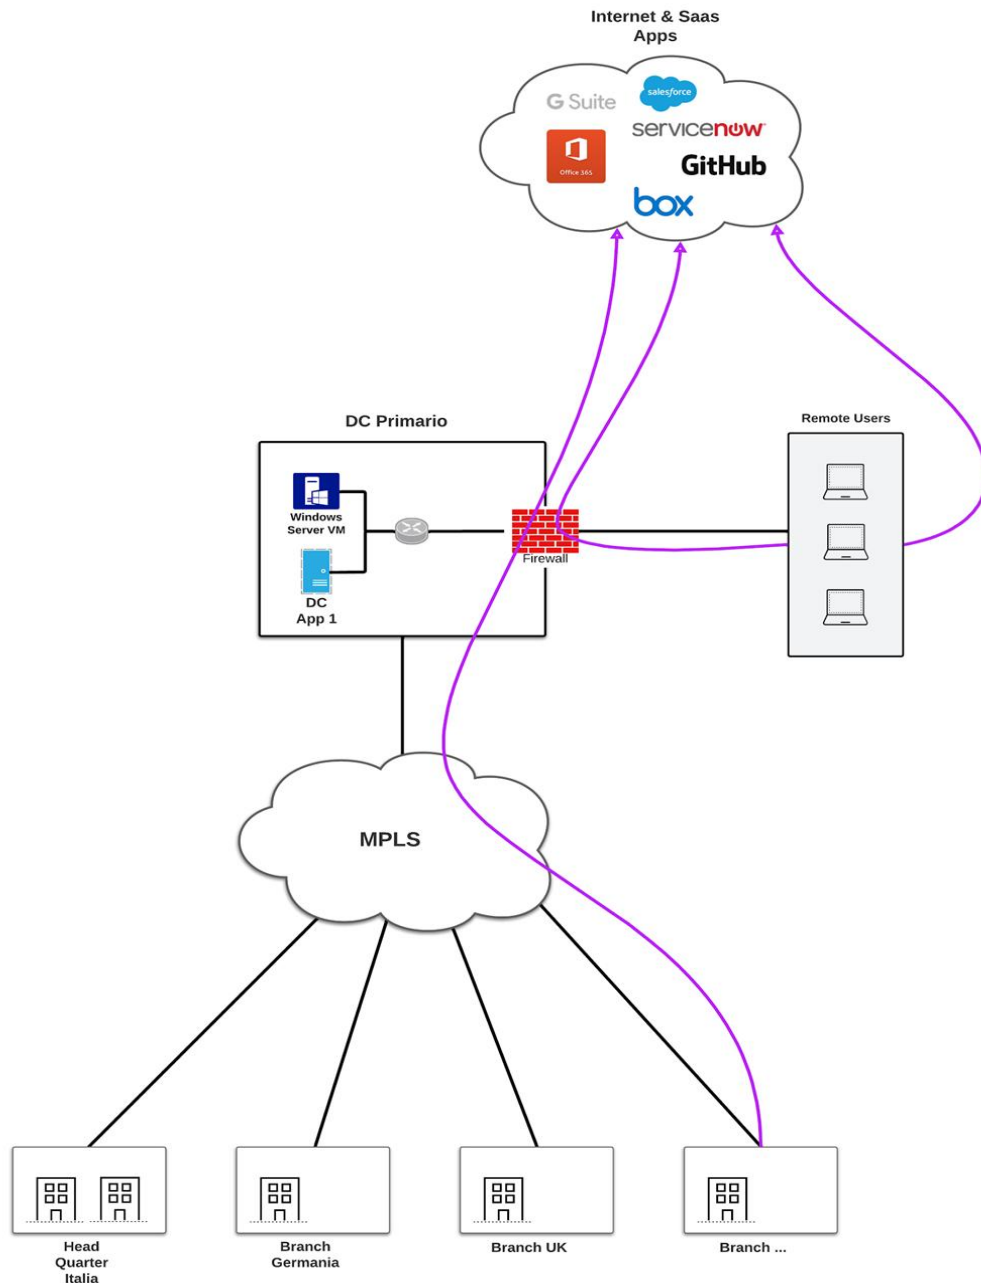 Internet & Saas
Apps
G Suite
salesforce
servicenow
Office 365
GitHub
box
DC Primario
Remote Users
Windows
Server VM
Firewall
DC
App 1
MPLS
Head
Quarter
Italia
Branch
Germania
Branch UK
Branch ...